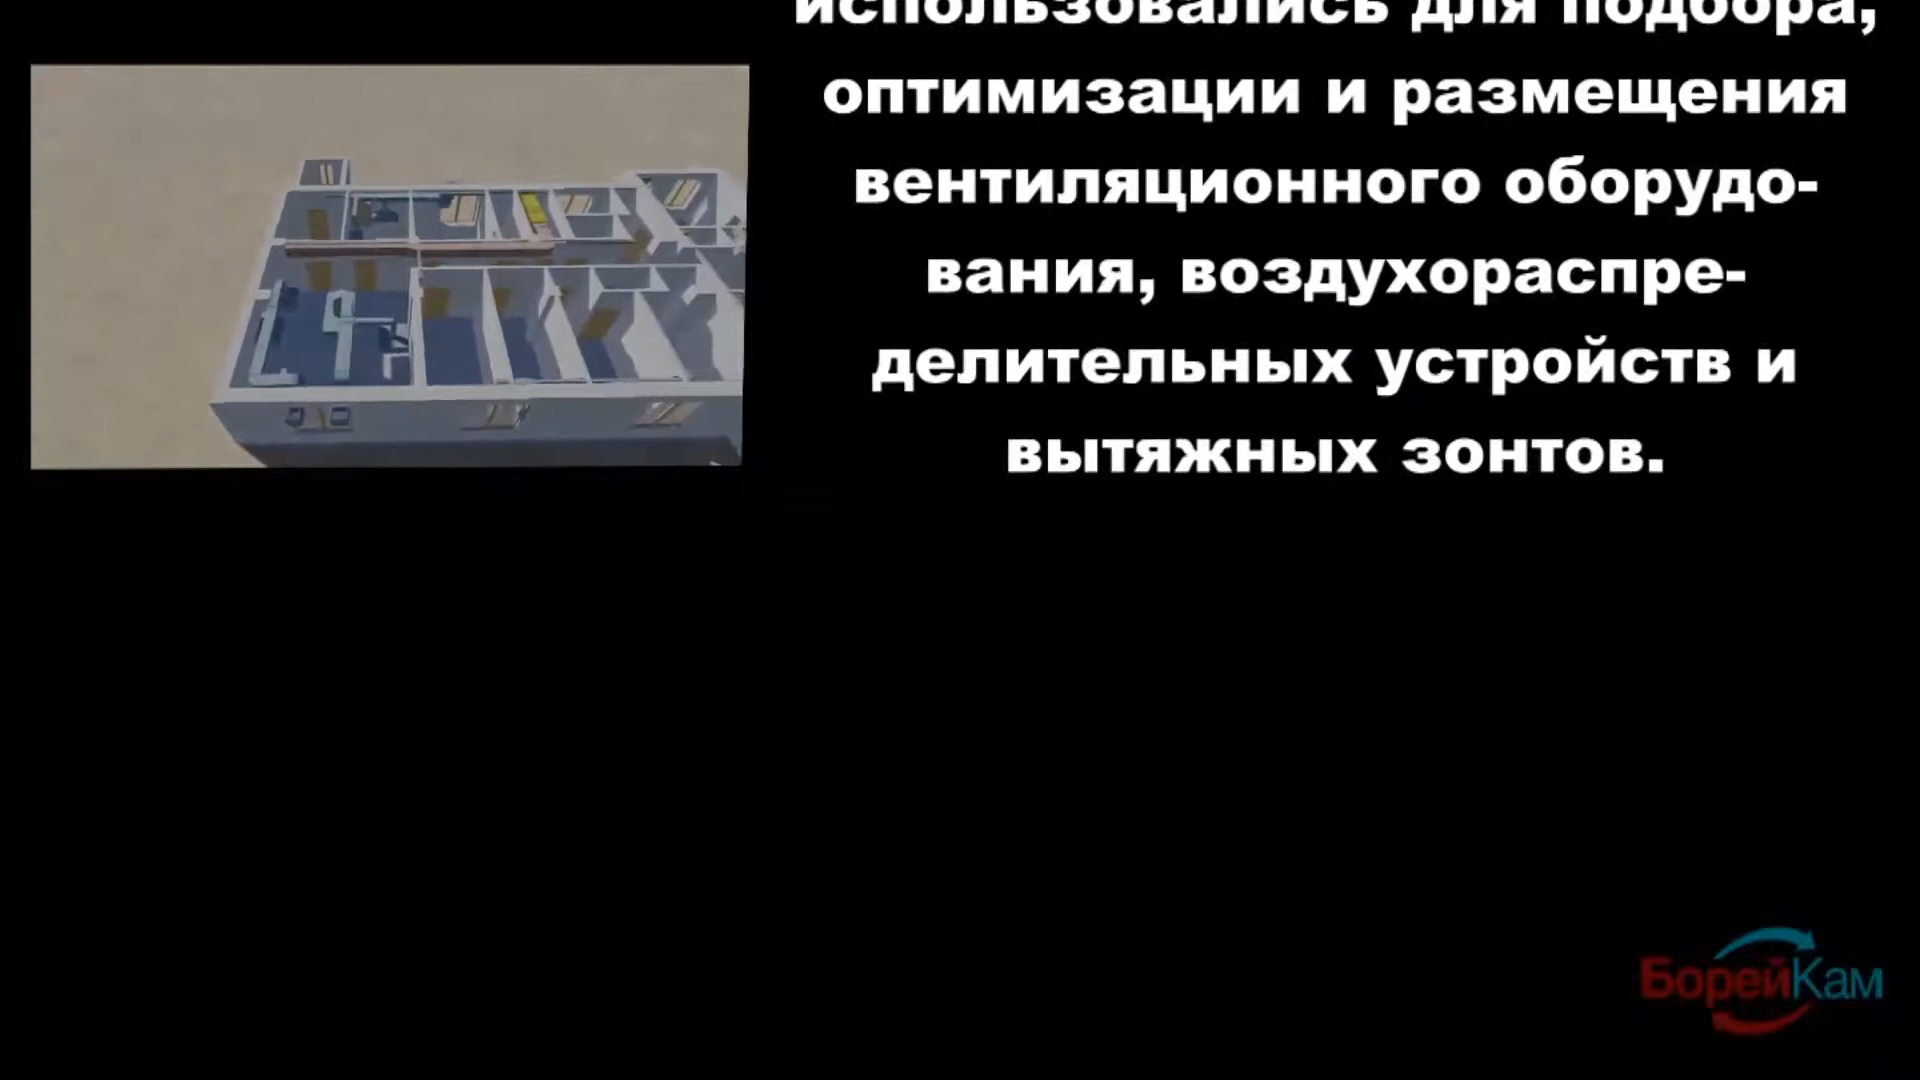 использовались для подбора,
оптимизации и размещения
вентиляционного оборудо-
вания, воздухораспре-
делительных устройств и
вытяжных зонтов.
БорейКам